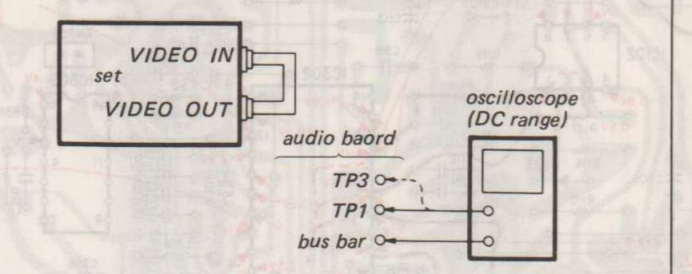 VIDEO IN
set
VIDEO OUT
oscilloscope
(DC range)
audio baord
TP3
TP1
bus bar